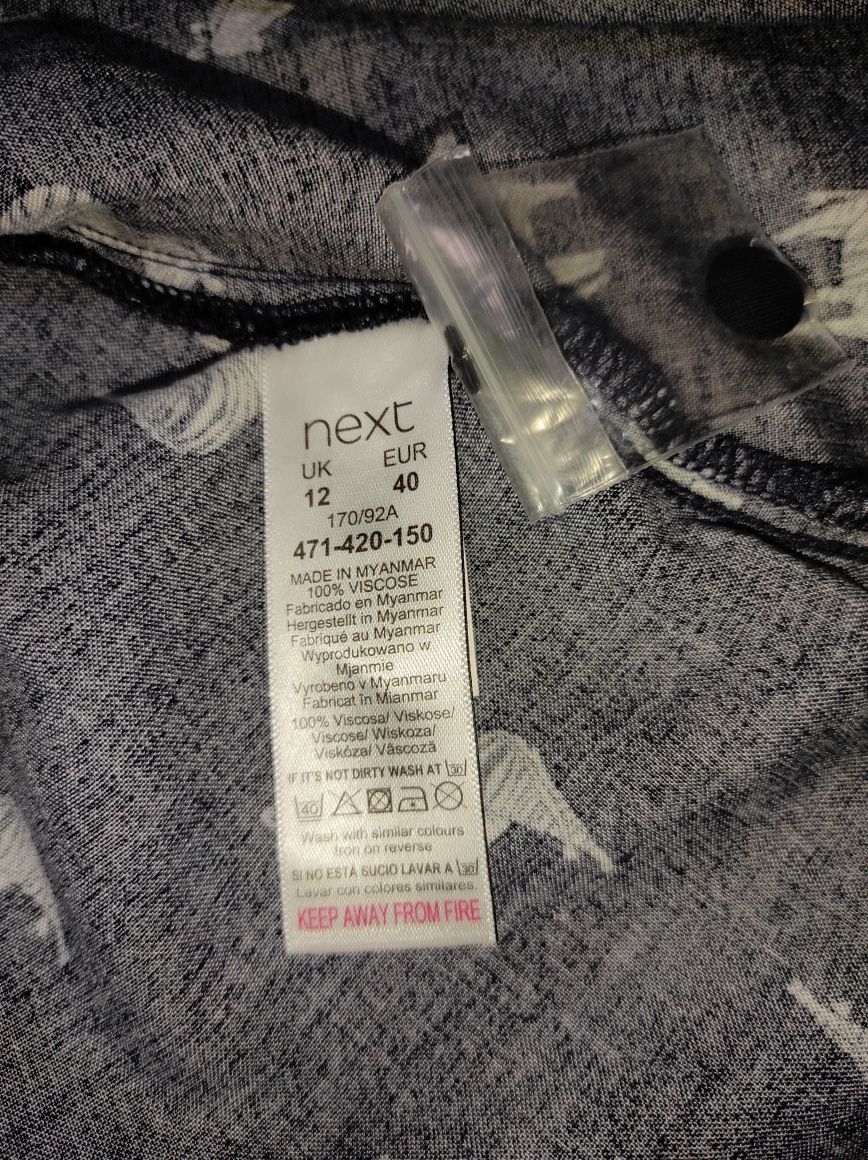 next
UK EUR
12 40
170/92A
471-420-150
MADE IN MYANMAR
100% VISCOSE
Fabricado en Myanmar
Hergestellt in Myanmar
Fabriqué au Myanmar
Wyprodukowano w
Mjanmie
Vyrobeno v Myanmaru
Fabricat în Mianmar
100% Viscosa/ Viskose/
Viscose/ Wiskoza/
Viskóza/ Vâscoză
IF IT'S NOT DIRTY WASH AT 30
40
Wash with similar colours
Iron on reverse
SI NO ESTÁ SUCIO LAVAR A 30
Lavar con colores similares.
KEEP AWAY FROM FIRE